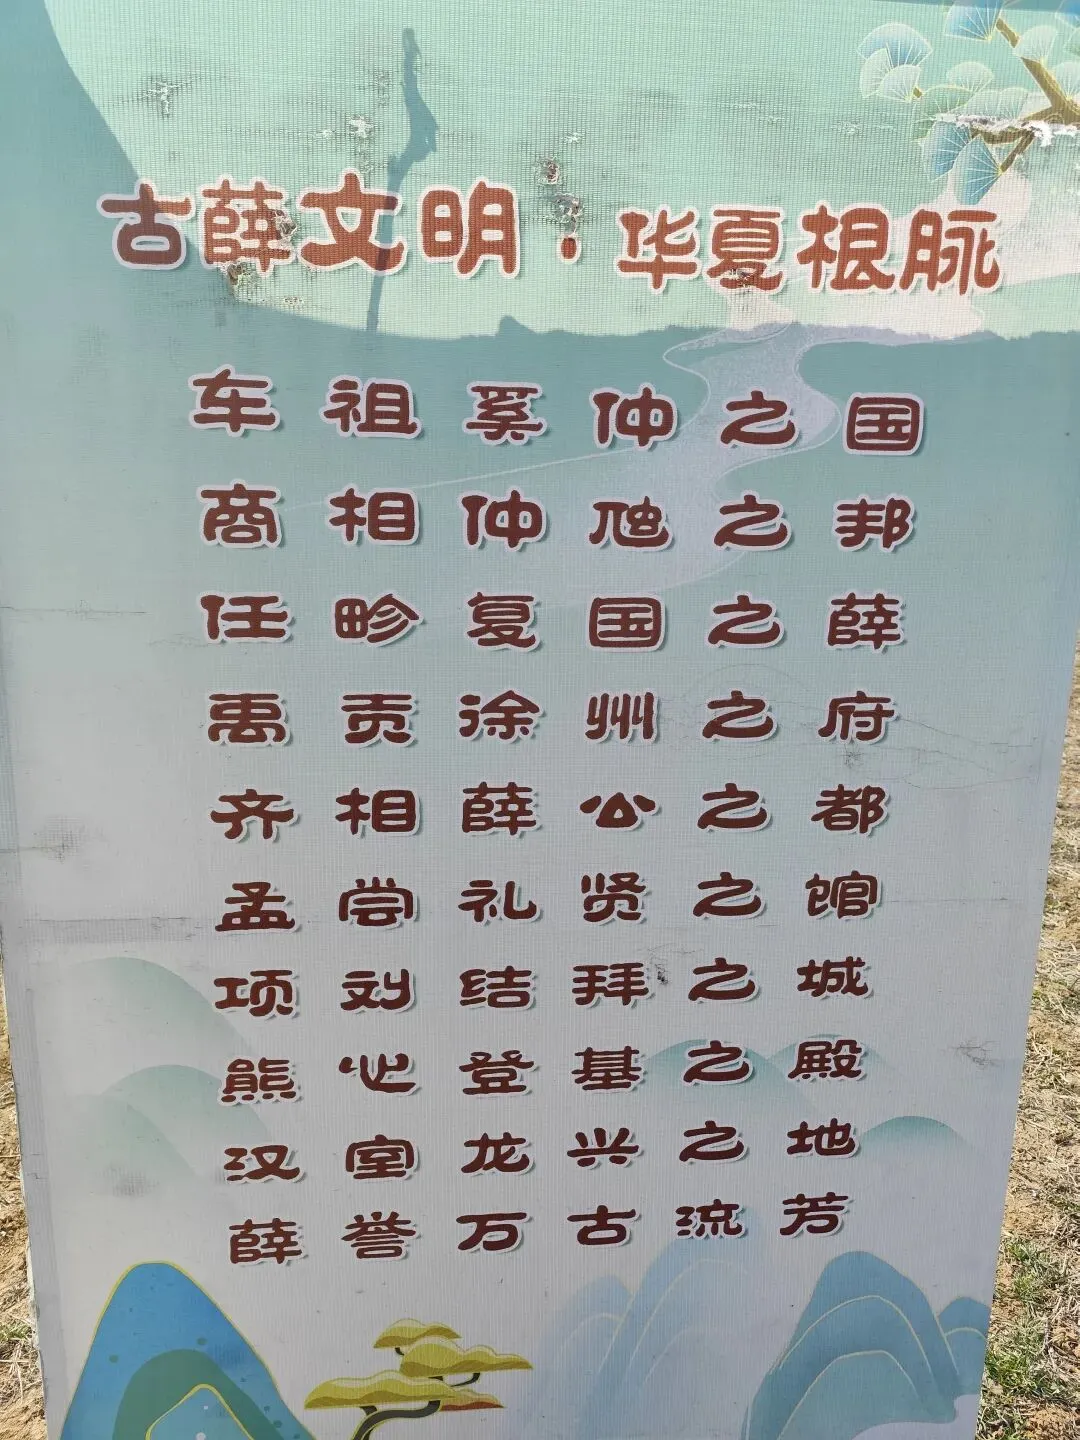 古薛文明·华夏根脉
车祖奚仲之国
商相仲虺之邦
任畛复国之薛
禹贡徐州之府
齐相薛公之都
孟尝礼贤之馆
项刘结拜之城
熊心登基之殿
汉室龙兴之地
薛誉万古流芳